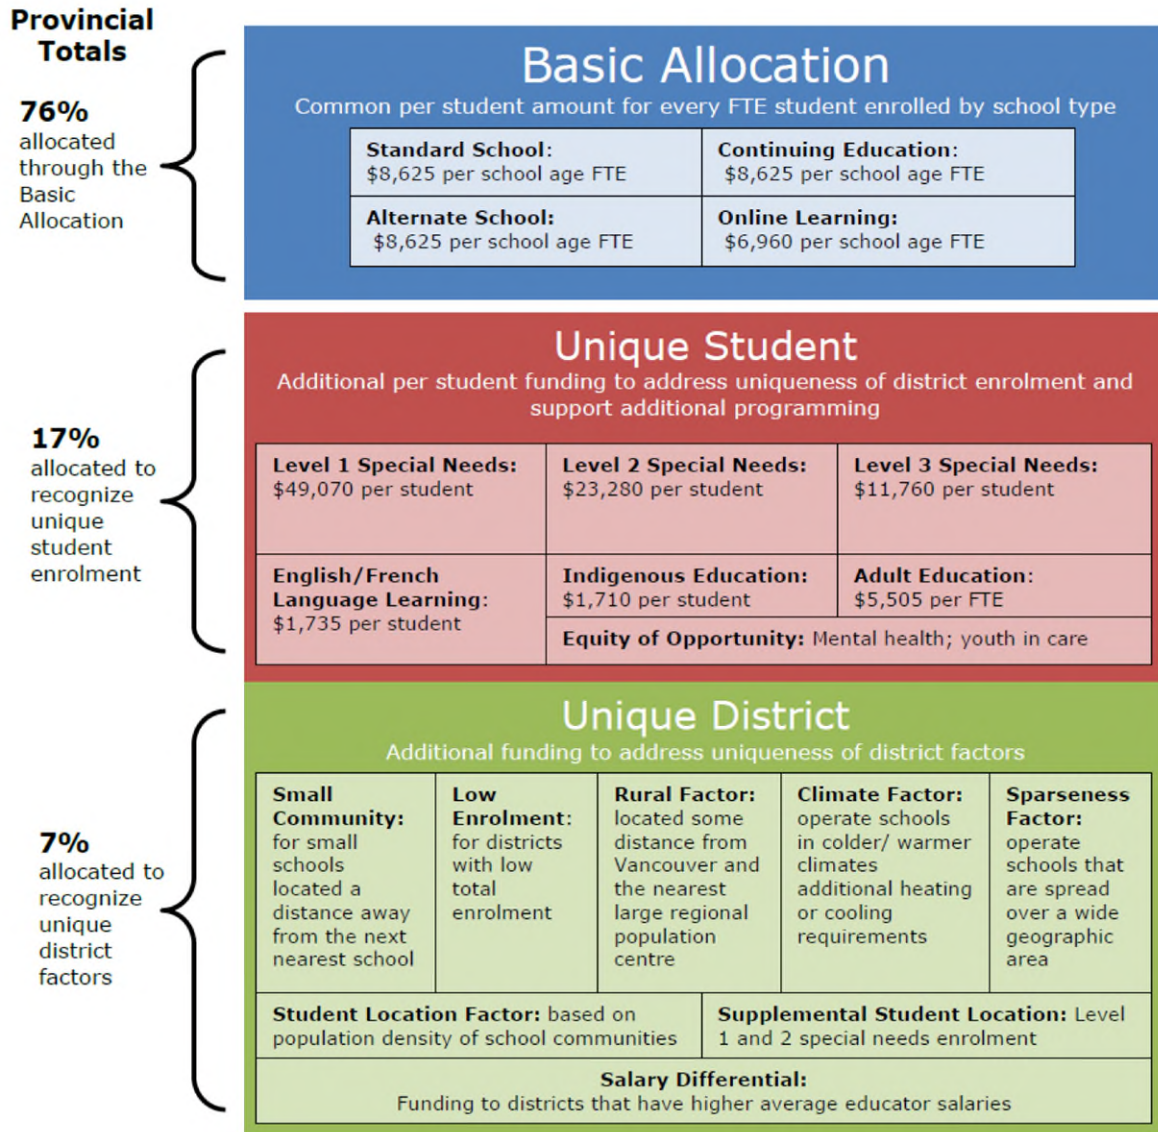 Provincial
Totals
76%
allocated
through the
Basic
Allocation
Basic Allocation
Common per student amount for every FTE student enrolled by school type
Standard School:
$8,625 per school age FTE
Continuing Education:
$8,625 per school age FTE
Alternate School:
$8,625 per school age FTE
Online Learning:
$6,960 per school age FTE
17%
allocated to
recognize
unique
student
enrolment
Unique Student
Additional per student funding to address uniqueness of district enrolment and
support additional programming
Level 1 Special Needs:
$49,070 per student
Level 2 Special Needs:
$23,280 per student
Level 3 Special Needs:
$11,760 per student
English/French
Language Learning:
$1,735 per student
Indigenous Education:
$1,710 per student
Adult Education:
$5,505 per FTE
Equity of Opportunity: Mental health; youth in care
7%
allocated to
recognize
unique
district
factors
Unique District
Additional funding to address uniqueness of district factors
Small
Community:
for small
schools
located a
distance away
from the next
nearest school
Low
Enrolment:
for districts
with low
total
enrolment
Rural Factor:
located some
distance from
Vancouver and
the nearest
large regional
population
centre
Climate Factor:
operate schools
in colder/ warmer
climates
additional heating
or cooling
requirements
Sparseness
Factor:
operate
schools that
are spread
over a wide
geographic
area
Student Location Factor: based on
population density of school communities
Supplemental Student Location: Level
1 and 2 special needs enrolment
Salary Differential:
Funding to districts that have higher average educator salaries